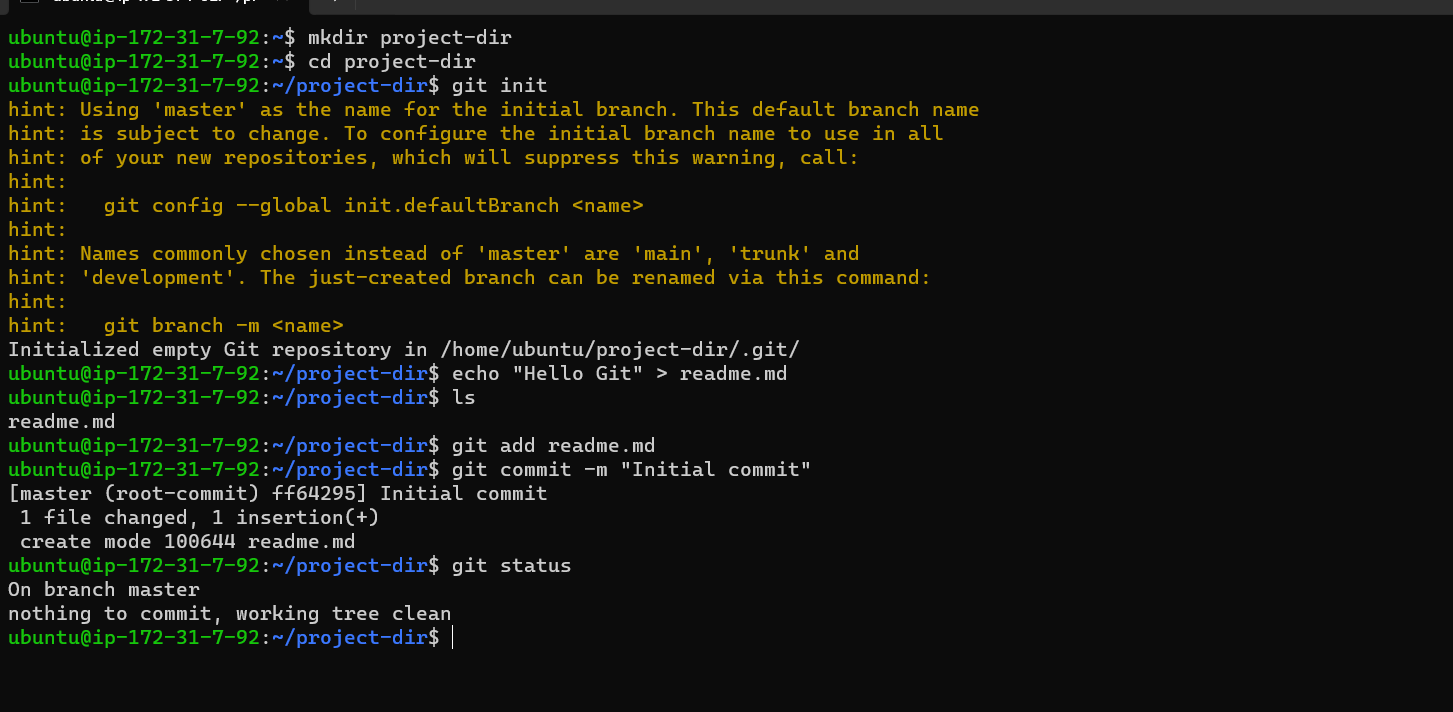 ubuntu@ip-172-31-7-92:~$ mkdir project-dir
ubuntu@ip-172-31-7-92:~$ cd project-dir
ubuntu@ip-172-31-7-92:~/project-dir$ git init
hint: Using 'master' as the name for the initial branch. This default branch name
hint: is subject to change. To configure the initial branch name to use in all
hint: of your new repositories, which will suppress this warning, call:
hint:
hint:   git config --global init.defaultBranch <name>
hint:
hint: Names commonly chosen instead of 'master' are 'main', 'trunk' and
hint: 'development'. The just-created branch can be renamed via this command:
hint:
hint:   git branch -m <name>
Initialized empty Git repository in /home/ubuntu/project-dir/.git/
ubuntu@ip-172-31-7-92:~/project-dir$ echo "Hello Git" > readme.md
ubuntu@ip-172-31-7-92:~/project-dir$ ls
readme.md
ubuntu@ip-172-31-7-92:~/project-dir$ git add readme.md
ubuntu@ip-172-31-7-92:~/project-dir$ git commit -m "Initial commit"
[master (root-commit) ff64295] Initial commit
 1 file changed, 1 insertion(+)
 create mode 100644 readme.md
ubuntu@ip-172-31-7-92:~/project-dir$ git status
On branch master
nothing to commit, working tree clean
ubuntu@ip-172-31-7-92:~/project-dir$